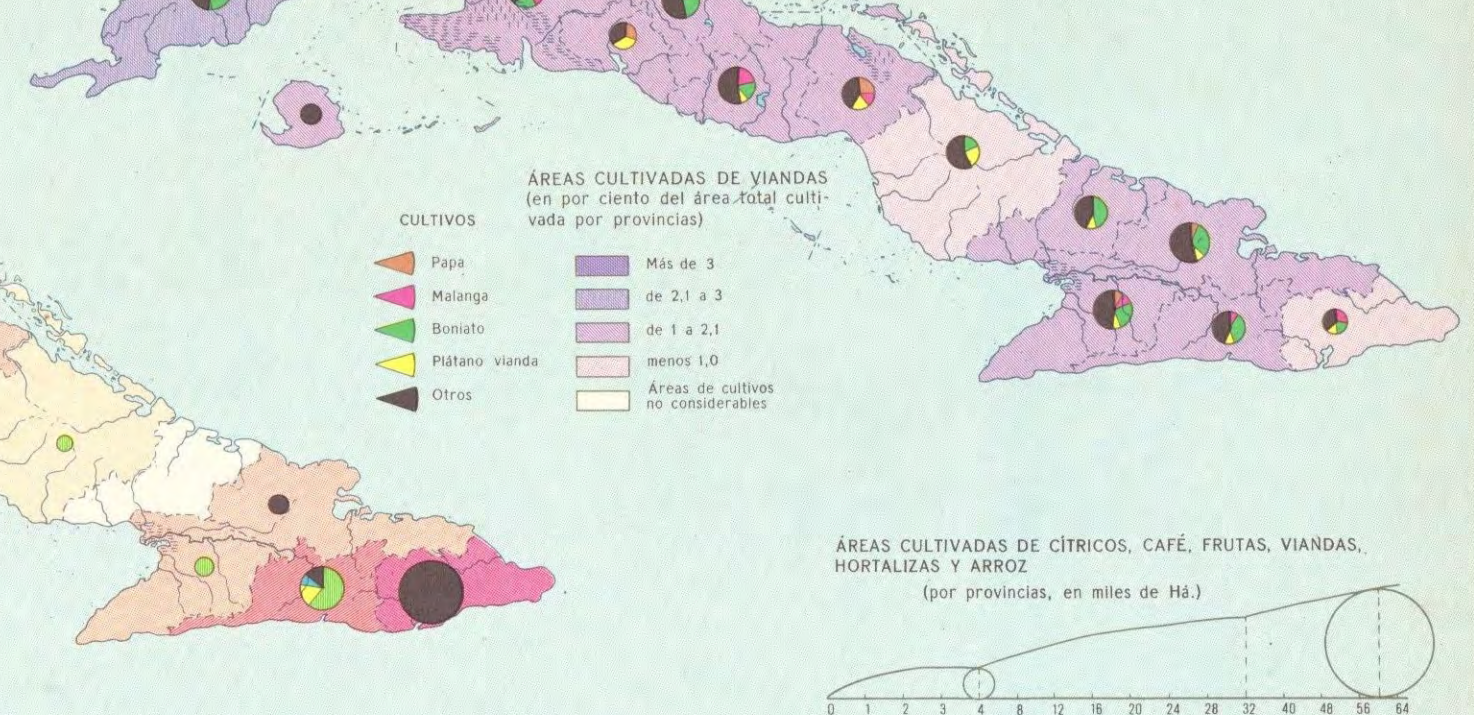 ÁREAS CULTIVADAS DE VIANDAS
(en por ciento del área total culti-
vada por provincias)
CULTIVOS
Papa
Malanga
Boniato
Plátano vianda
Otros
Más de 3
de 2,1 a 3
de 1 a 2,1
menos 1,0
Áreas de cultivos
no considerables
ÁREAS CULTIVADAS DE CÍTRICOS, CAFÉ, FRUTAS, VIANDAS,
HORTALIZAS Y ARROZ
(por provincias, en miles de Há.)
0 1 2 3 4 8 12 16 20 24 28 32 40 48 56 64